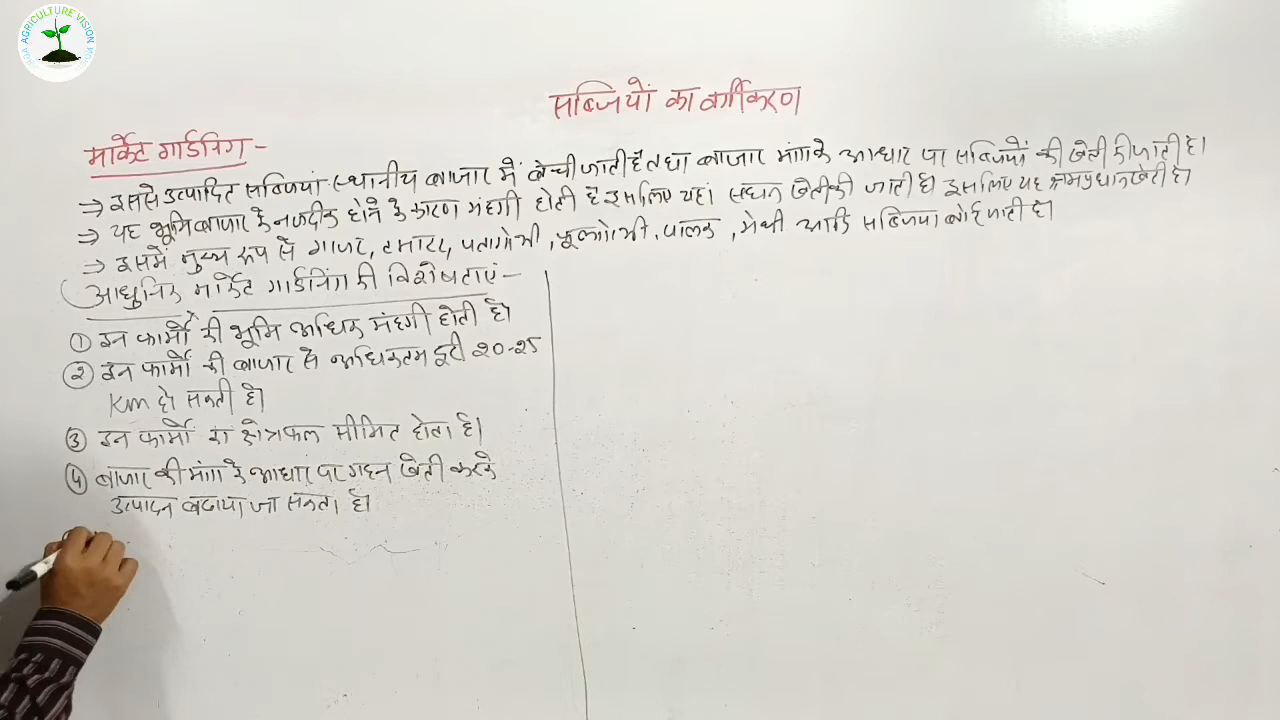 AGRICULTURE VISION
सब्जियों का वर्गीकरण
मार्केट गार्डनिंग -
⇒ इससे उत्पादित सब्जियां स्थानीय बाजार में बेची जाती है तथा बाजार मांग के आधार पर सब्जियों की खेती की जाती है।
⇒ यह भूमि बाजार के नजदीक होने के कारण मंहगी होती है इसलिए यहां सघन खेती की जाती है। इसलिए यह श्रमप्रधान खेती है।
⇒ इसमें मुख्य रूप से गाजर, टमाटर, पतागोभी, फूलगोभी, पालक, मेथी आदि सब्जियां बोई जाती है।
आधुनिक मार्केट गार्डनिंग की विशेषताएं -
① इन फार्मों की भूमि अधिक मंहगी होती है।
② इन फार्मों की बाजार से अधिकतम दूरी 20-25
Km हो सकती है।
③ इन फार्मों का क्षेत्रफल सीमित होता है।
④ बाजार की मांग के आधार पर गहन खेती करके
उत्पादन बढाया जा सकता है।